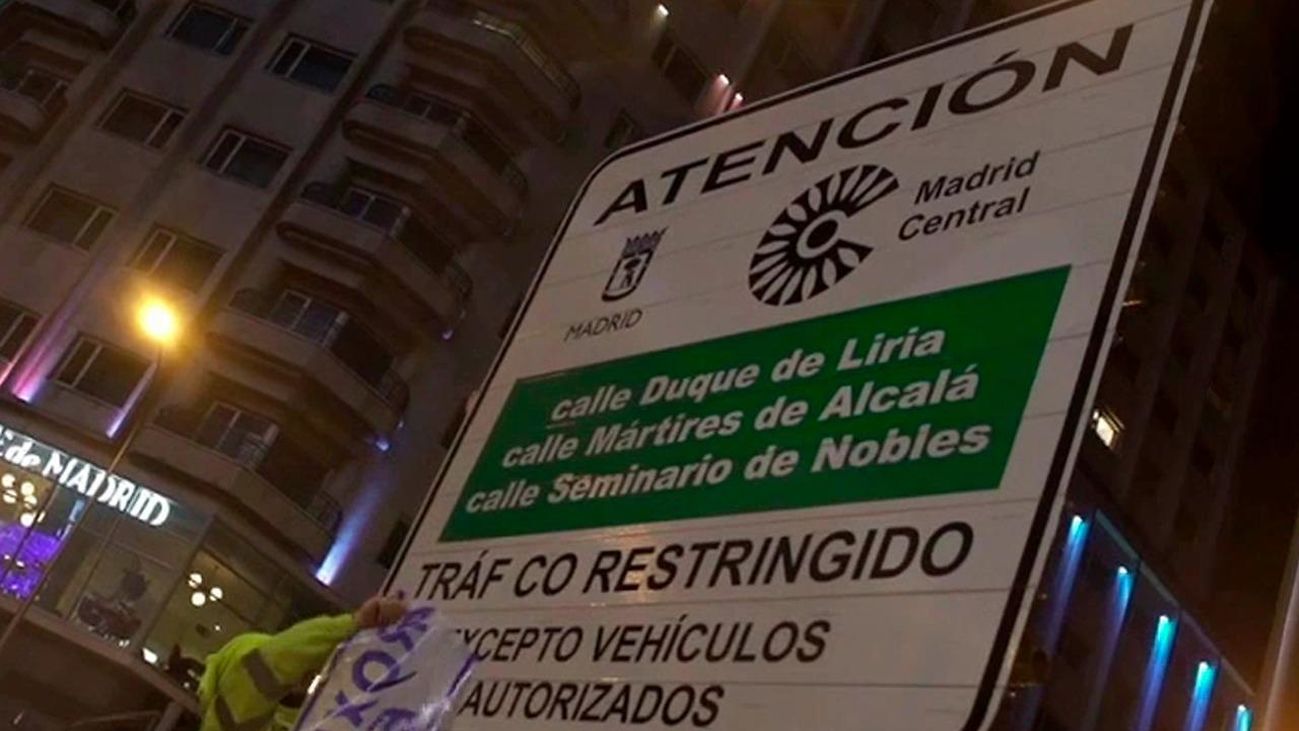 ATENCIÓN
Madrid
Central
MADRID
calle Duque de Liria
calle Mártires de Alcalá
calle Seminario de Nobles
TRÁF CO RESTRINGIDO
EXCEPTO VEHÍCULOS
AUTORIZADOS
de MADRID